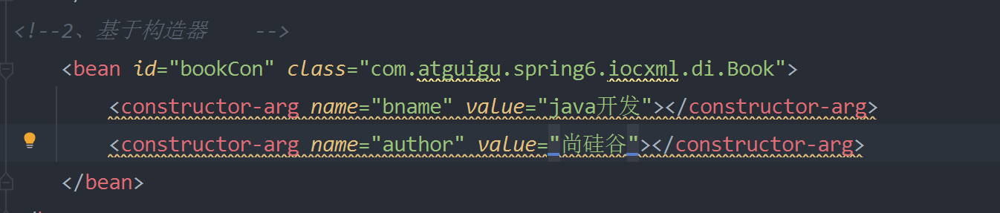 <!--2、基于构造器    -->
<bean id="bookCon" class="com.atguigu.spring6.iocxml.di.Book">
<constructor-arg name="bname" value="java开发"></constructor-arg>
<constructor-arg name="author" value="尚硅谷"></constructor-arg>
</bean>